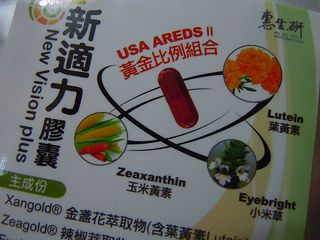 惠生研
新適力膠囊
New Vision plus
USA AREDS II
黃金比例組合
Lutein
葉黃素
Zeaxanthin
玉米黃素
Eyebright
小米草
主成份
Xangold® 金盞花萃取物(含葉黃素Lutein)
Zeagold® 辣椒萃取物